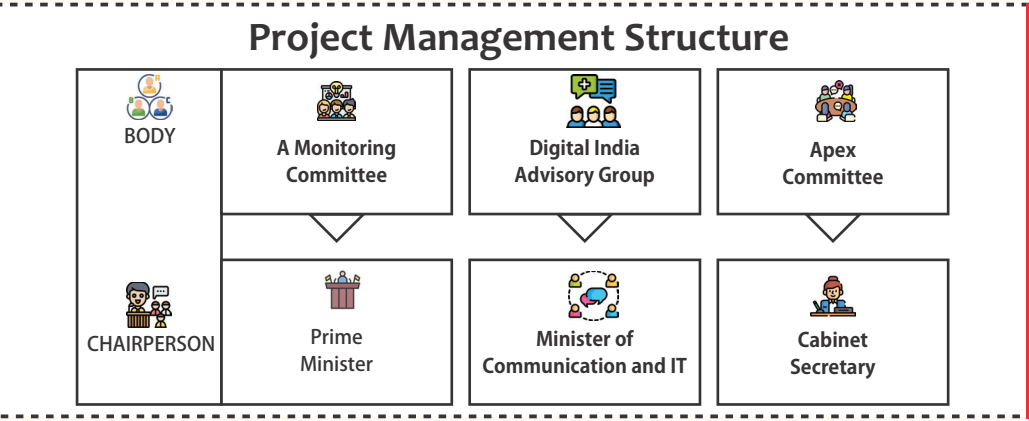 Project Management Structure
BODY
A Monitoring
Committee
Digital India
Advisory Group
Apex
Committee
CHAIRPERSON
Prime
Minister
Minister of
Communication and IT
Cabinet
Secretary